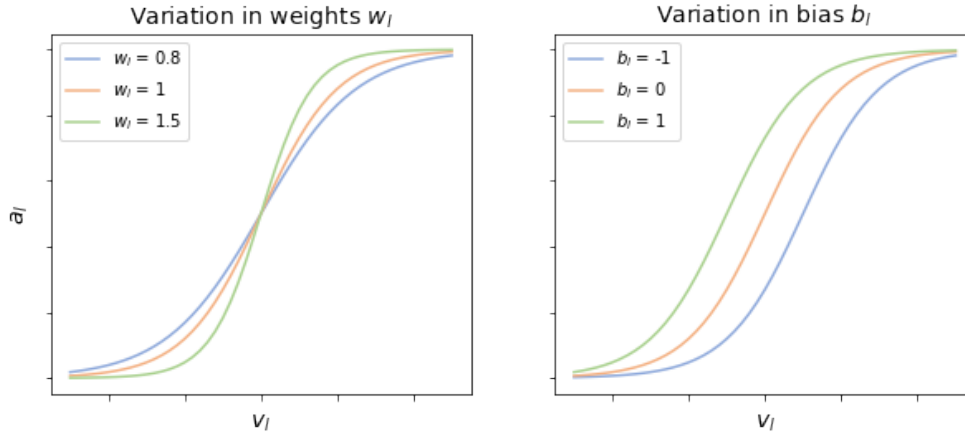 Variation in weights w_l
w_l = 0.8
w_l = 1
w_l = 1.5
a_l
v_l
Variation in bias b_l
b_l = -1
b_l = 0
b_l = 1
v_l